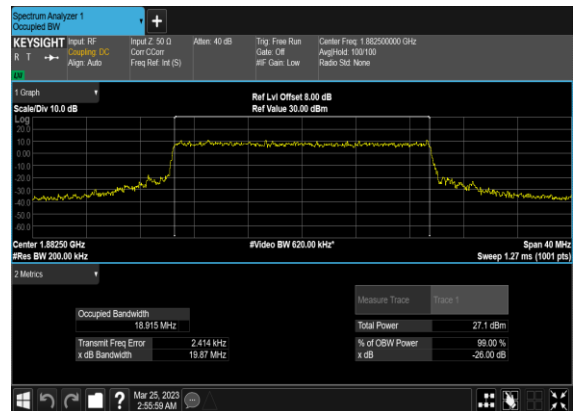 Spectrum Analyzer 1
Occupied BW
+
KEYSIGHT Input: RF Input Z: 50 Ω Atten: 40 dB Trig: Free Run Center Freq: 1.882500000 GHz
R T Coupling: DC Corr CCorr Gate: Off Avg|Hold: 100/100
Align: Auto Freq Ref: Int (S) #IF Gain: Low Radio Std: None
LW
1 Graph
Scale/Div 10.0 dB
Ref Lvl Offset 8.00 dB
Ref Value 30.00 dBm
Log
20.0
10.0
0.00
-10.0
-20.0
-30.0
-40.0
-50.0
-60.0
Center 1.88250 GHz #Video BW 620.00 kHz* Span 40 MHz
#Res BW 200.00 kHz Sweep 1.27 ms (1001 pts)
2 Metrics
Measure Trace Trace 1
Occupied Bandwidth
18.915 MHz
Total Power 27.1 dBm
Transmit Freq Error 2.414 kHz
% of OBW Power 99.00 %
x dB Bandwidth 19.87 MHz
x dB -26.00 dB
?
Mar 25, 2023
2:55:59 AM